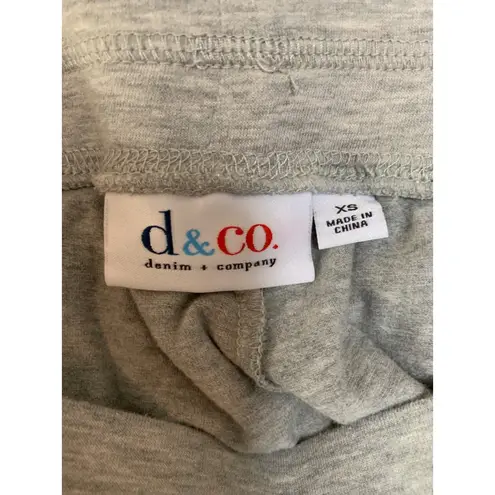 d&co.
denim + company
XS
MADE IN
CHINA